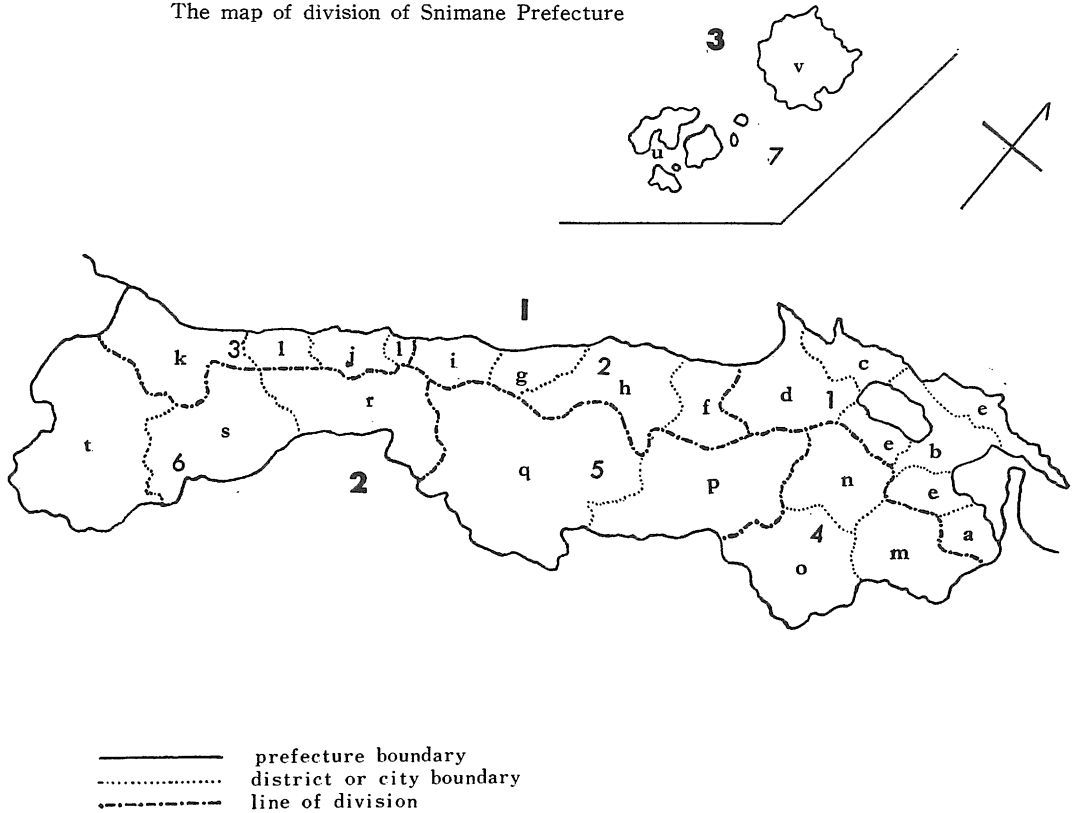 The map of division of Snimane Prefecture
3
v
u
7
1
k
3
l
j
l
i
g
2
h
f
d
1
c
e
t
s
6
r
2
q
5
p
n
4
o
e
b
e
m
a
prefecture boundary
district or city boundary
line of division